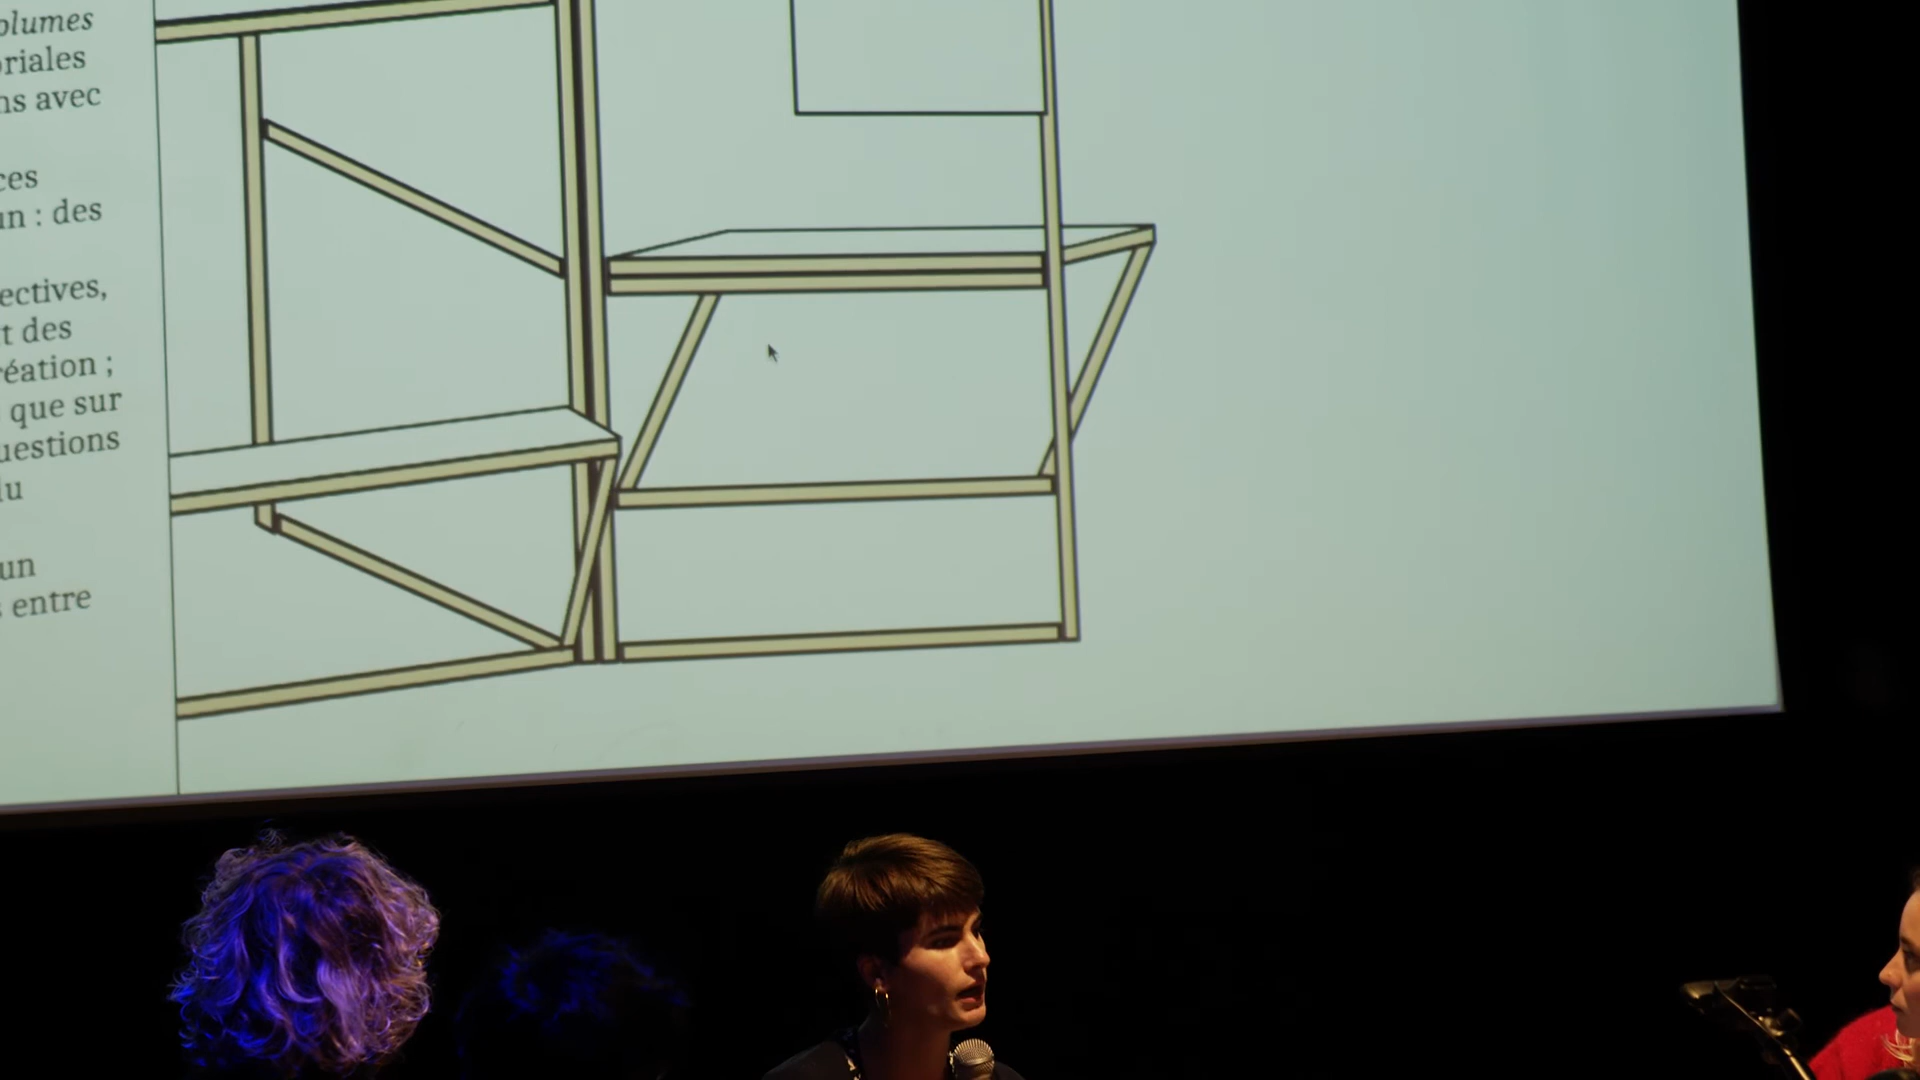 olumes
oriales
ns avec
ces
un : des
ectives,
t des
réation ;
que sur
uestions
lu
un
s entre